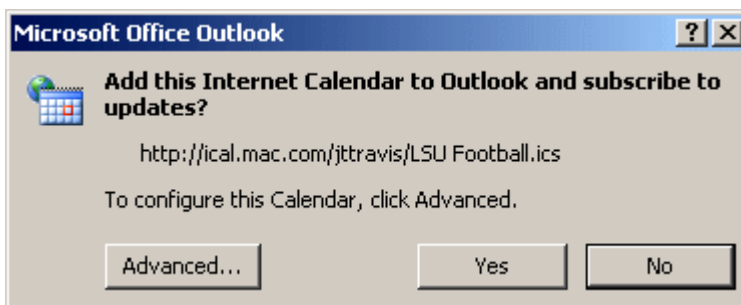 Microsoft Office Outlook
Add this Internet Calendar to Outlook and subscribe to
updates?
http://ical.mac.com/jttravis/LSU Football.ics
To configure this Calendar, click Advanced.
Advanced... Yes No